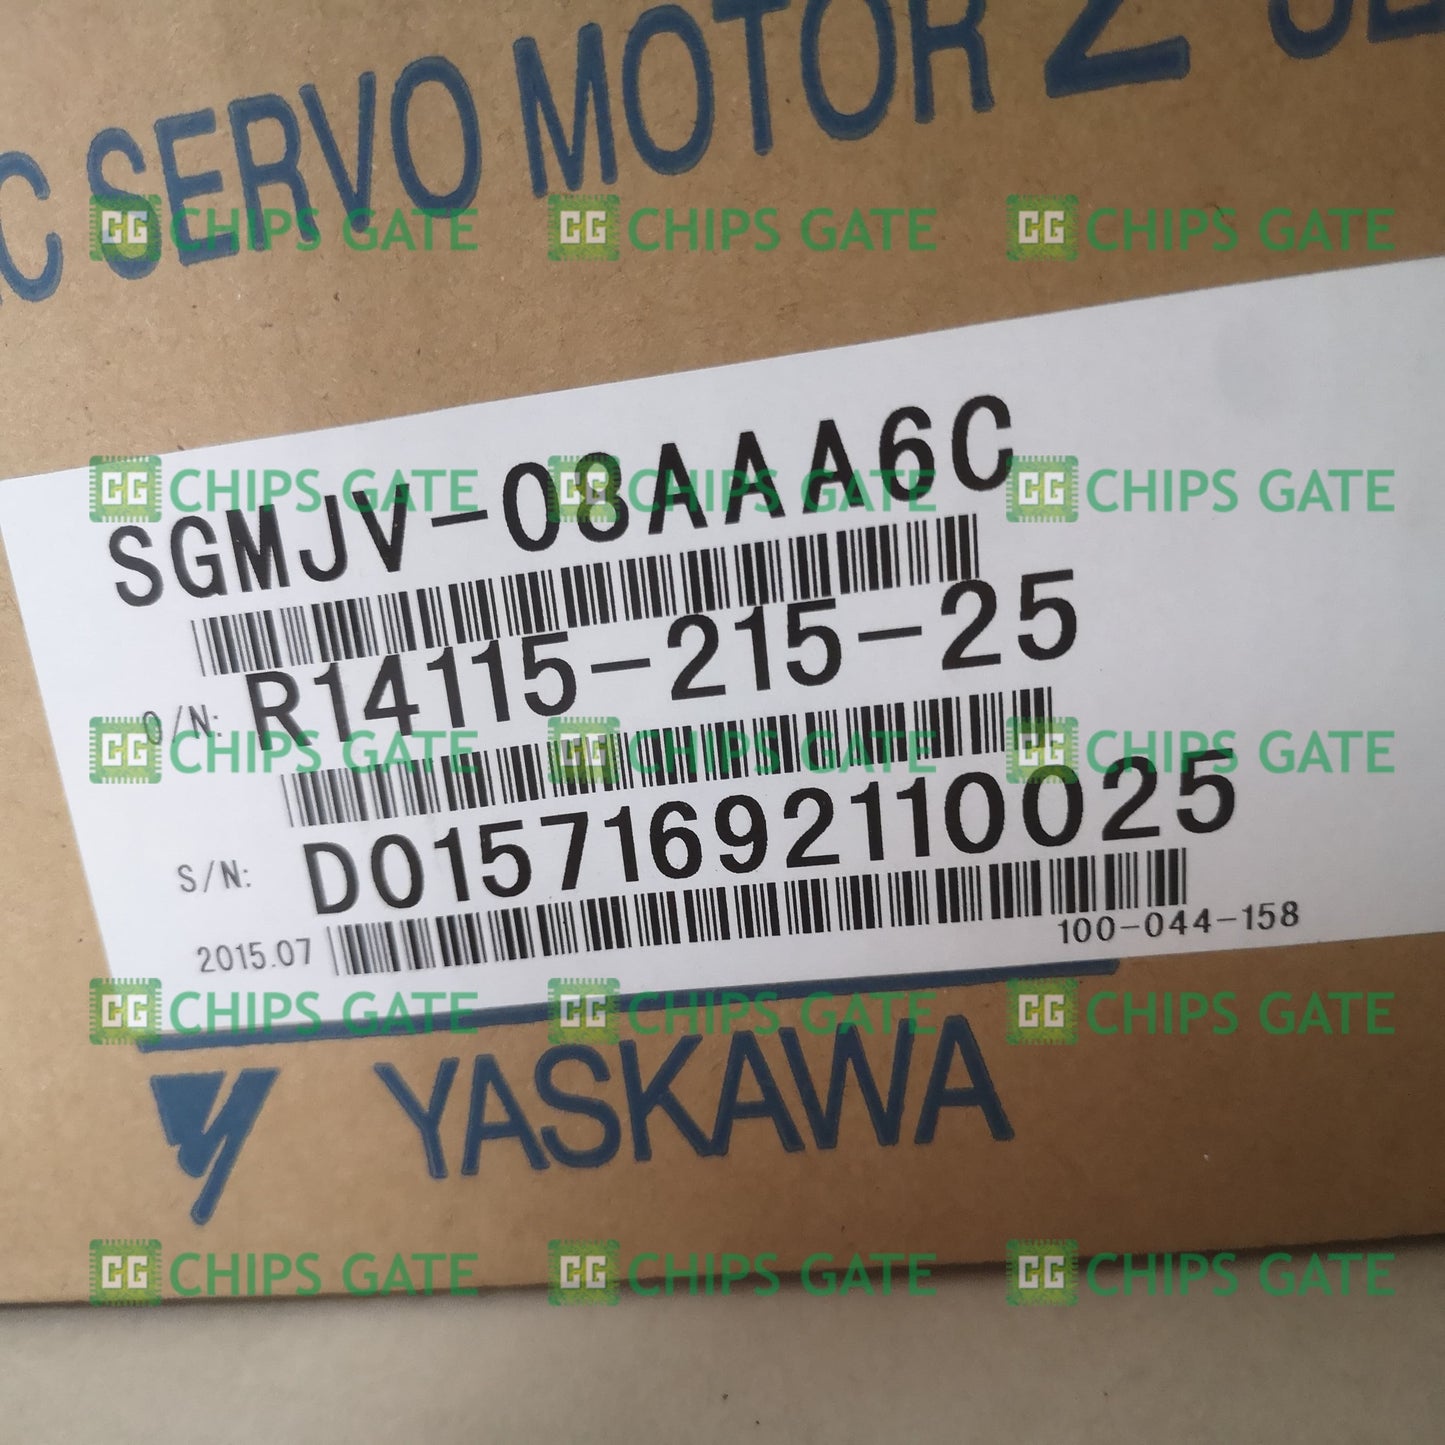 C SERVO MOTOR Σ SE
CHIPS GATE CHIPS GATE CHIPS GATE
SGMJV-08AAA6C
CHIPS GATE CHIPS GATE CHIPS GATE
O/N: R14115-215-25
CHIPS GATE CHIPS GATE CHIPS GATE
S/N: D01571692110025
2015.07 100-044-158
CHIPS GATE CHIPS GATE CHIPS GATE
YASKAWA
CHIPS GATE CHIPS GATE CHIPS GATE